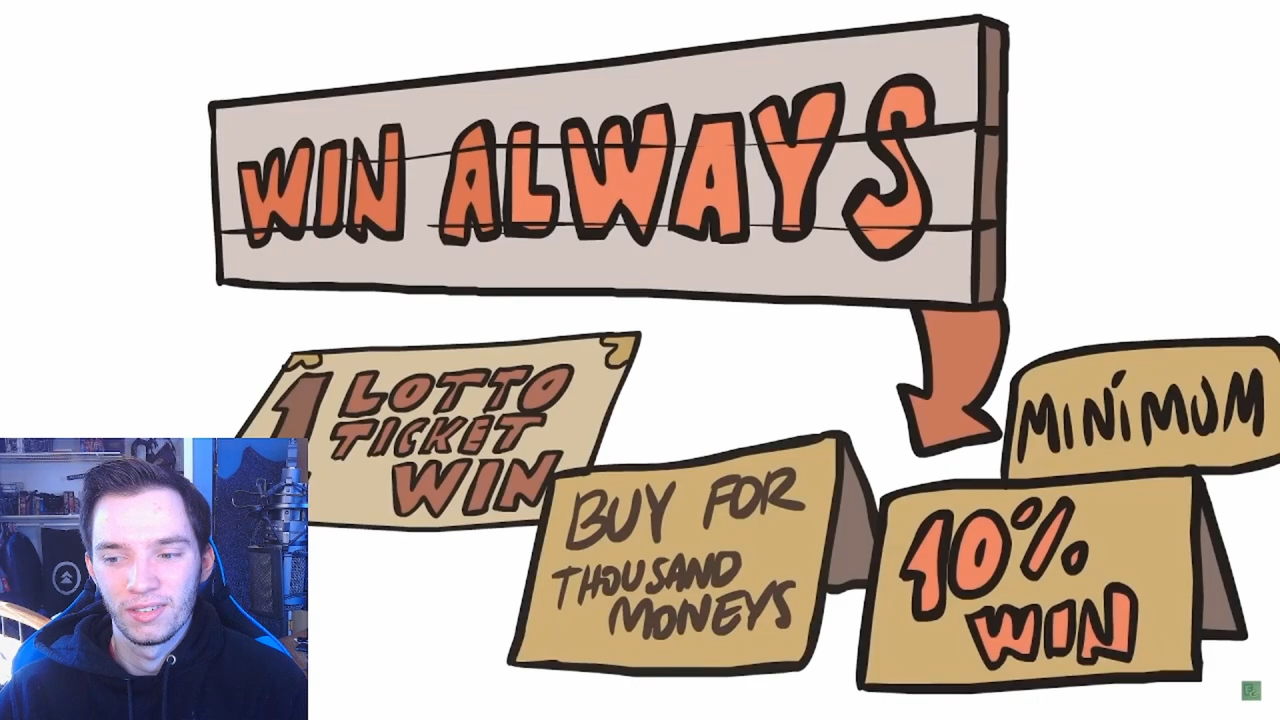 WIN ALWAYS
1 LOTTO
TICKET
WIN
BUY FOR
THOUSAND
MONEYS
MINIMUM
10%
WIN